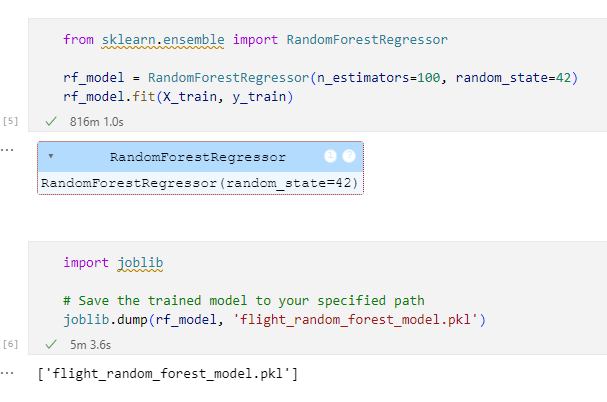 from sklearn.ensemble import RandomForestRegressor
rf_model = RandomForestRegressor(n_estimators=100, random_state=42)
rf_model.fit(X_train, y_train)
[5]
816m 1.0s
...
RandomForestRegressor
i ?
RandomForestRegressor(random_state=42)
import joblib
# Save the trained model to your specified path
joblib.dump(rf_model, 'flight_random_forest_model.pkl')
[6]
5m 3.6s
...
['flight_random_forest_model.pkl']